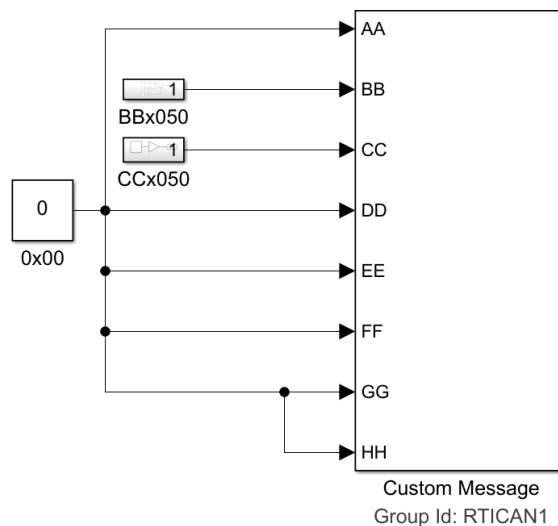 AA
1
BB
BBx050
1
CC
CCx050
0
DD
0x00
EE
FF
GG
HH
Custom Message
Group Id: RTICAN1